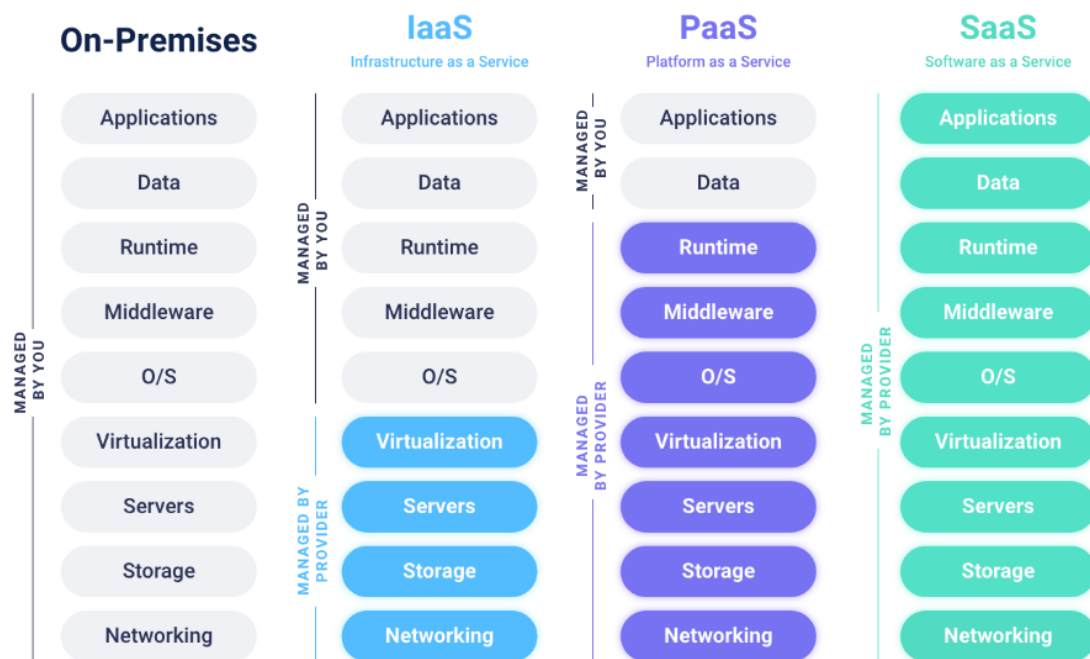 On-Premises
MANAGED
BY YOU
Applications
Data
Runtime
Middleware
O/S
Virtualization
Servers
Storage
Networking
IaaS
Infrastructure as a Service
MANAGED
BY YOU
Applications
Data
Runtime
Middleware
O/S
MANAGED BY
PROVIDER
Virtualization
Servers
Storage
Networking
PaaS
Platform as a Service
MANAGED
BY YOU
Applications
Data
MANAGED
BY PROVIDER
Runtime
Middleware
O/S
Virtualization
Servers
Storage
Networking
SaaS
Software as a Service
MANAGED
BY PROVIDER
Applications
Data
Runtime
Middleware
O/S
Virtualization
Servers
Storage
Networking